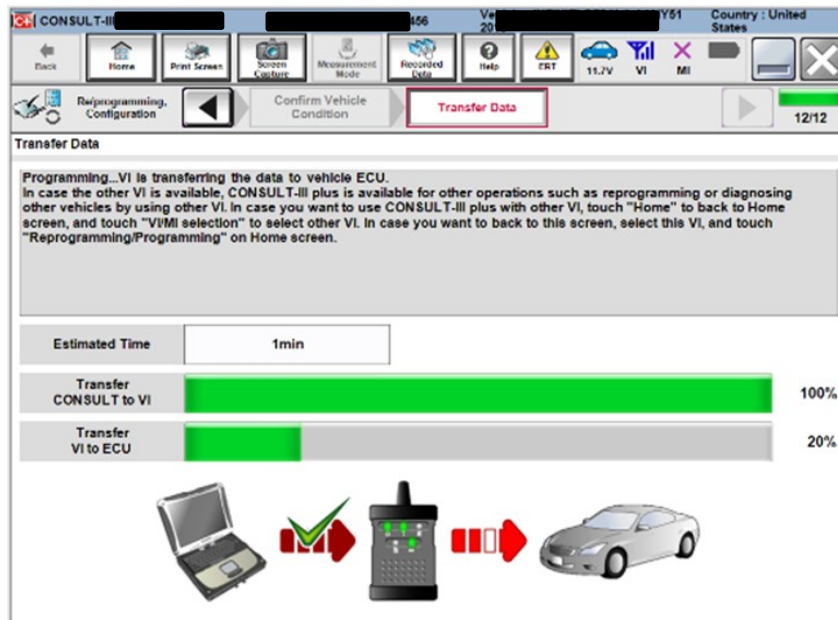 C+ CONSULT-III
456
Y51
Country : United
States
20
Back
Home
Print Screen
Screen
Capture
Measurement
Mode
Recorded
Data
Help
ERT
11.7V
VI
MI
Re/programming,
Configuration
Confirm Vehicle
Condition
Transfer Data
12/12
Transfer Data
Programming...VI is transferring the data to vehicle ECU.
In case the other VI is available, CONSULT-III plus is available for other operations such as reprogramming or diagnosing
other vehicles by using other VI. In case you want to use CONSULT-III plus with other VI, touch "Home" to back to Home
screen, and touch "VI/MI selection" to select other VI. In case you want to back to this screen, select this VI, and touch
"Reprogramming/Programming" on Home screen.
Estimated Time
1min
Transfer
CONSULT to VI
100%
Transfer
VI to ECU
20%